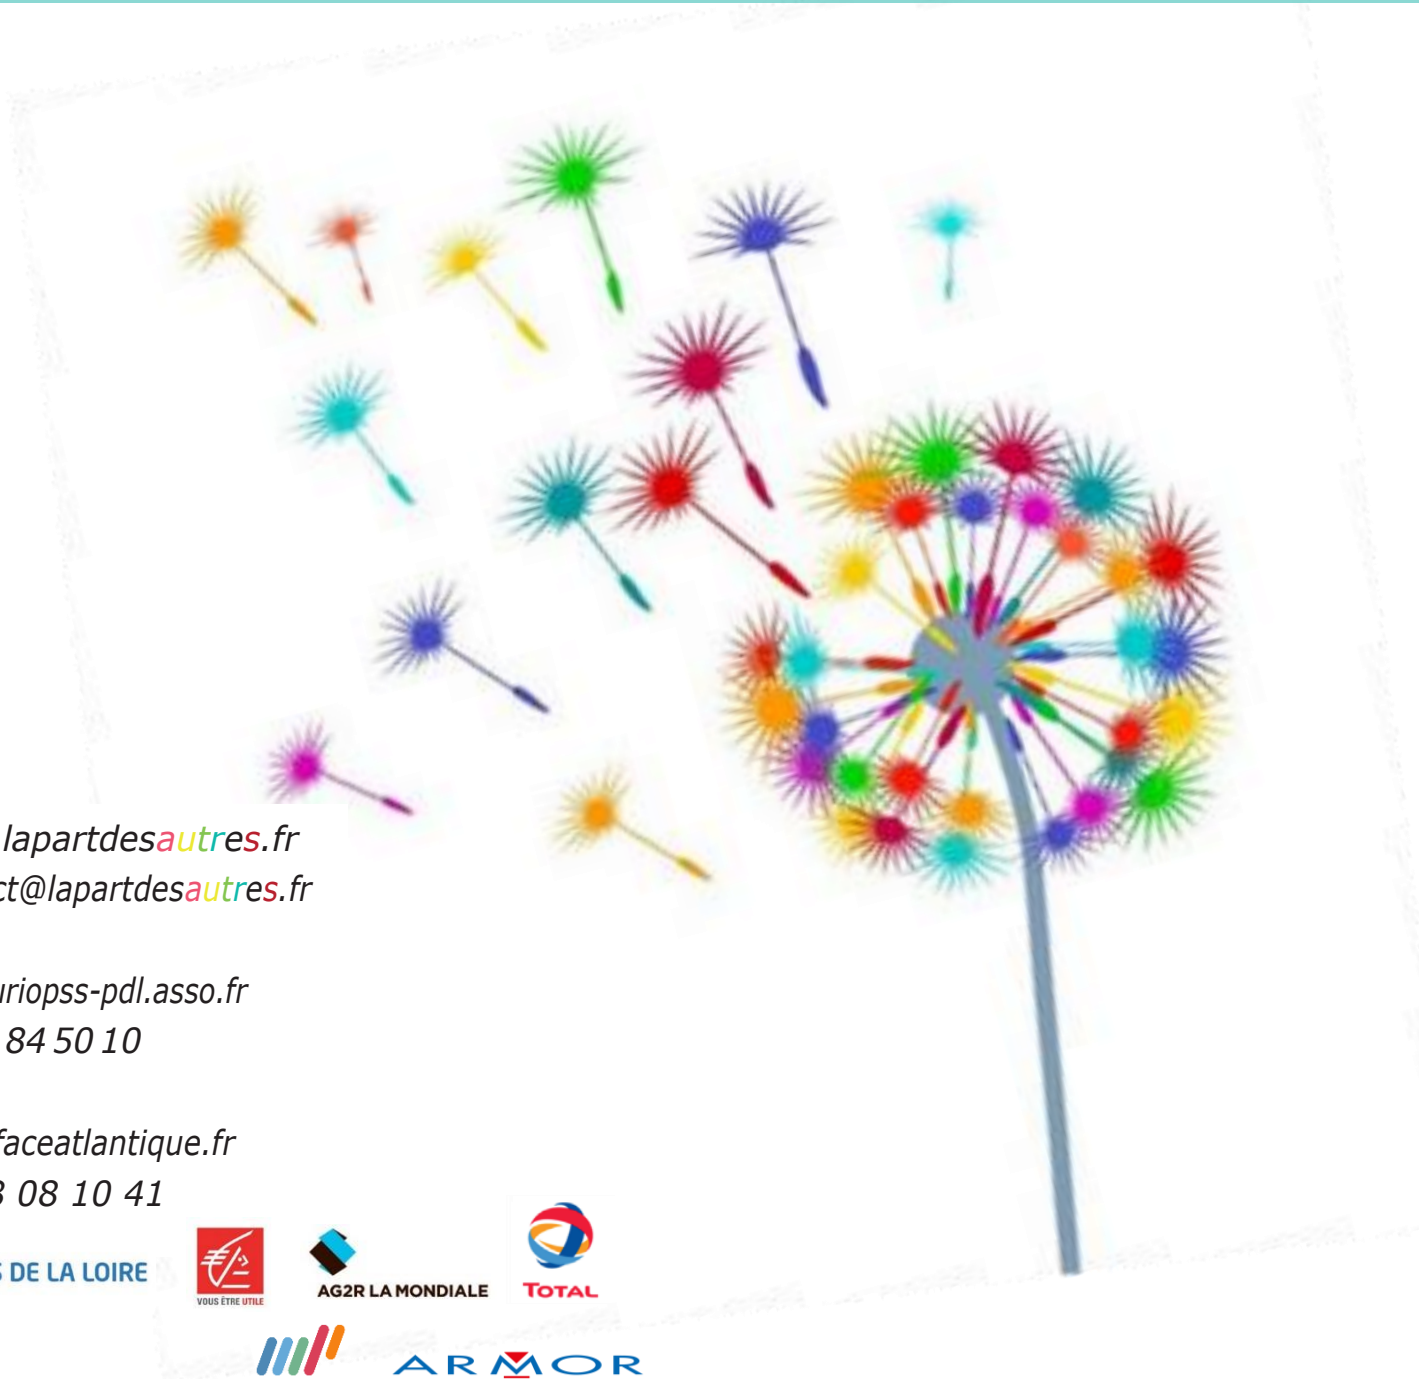 lapartdesautres.fr
ct@lapartdesautres.fr
uriopss-pdl.asso.fr
84 50 10
faceatlantique.fr
3 08 10 41
S DE LA LOIRE
VOUS ÊTRE UTILE
AG2R LA MONDIALE
TOTAL
ARMOR